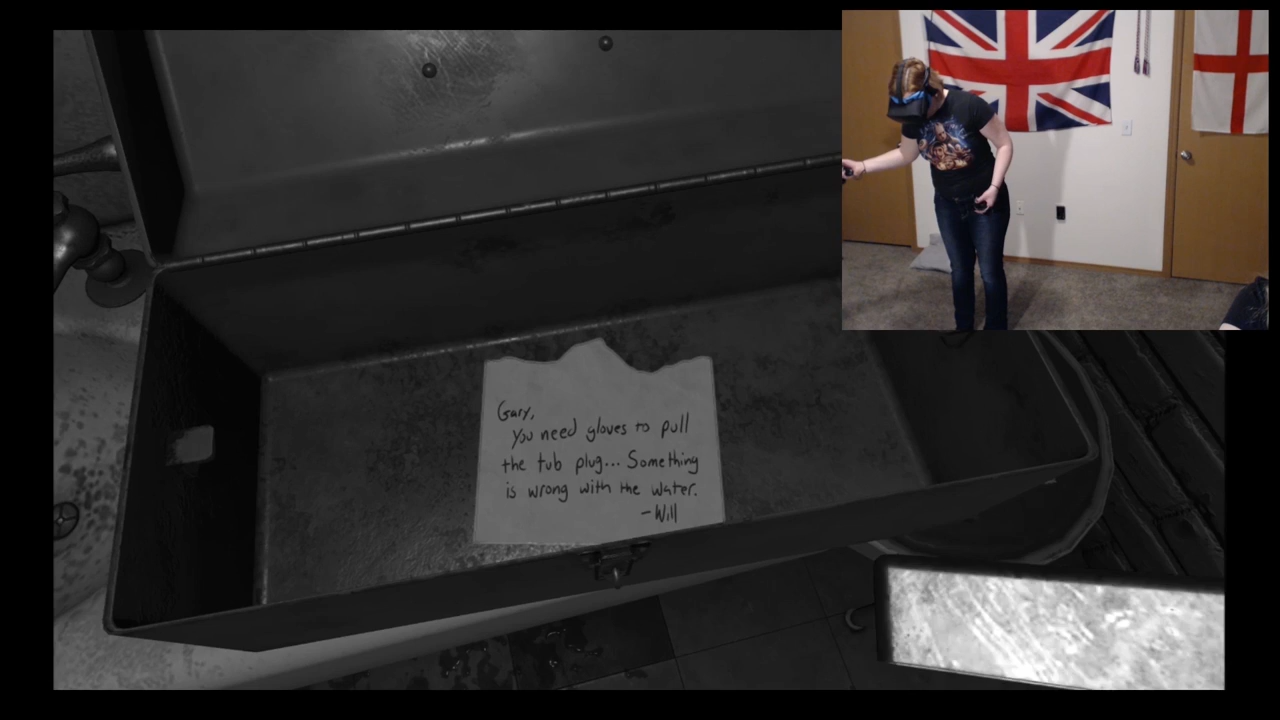 Gary,
You need gloves to pull
the tub plug... Something
is wrong with the water.
-Will